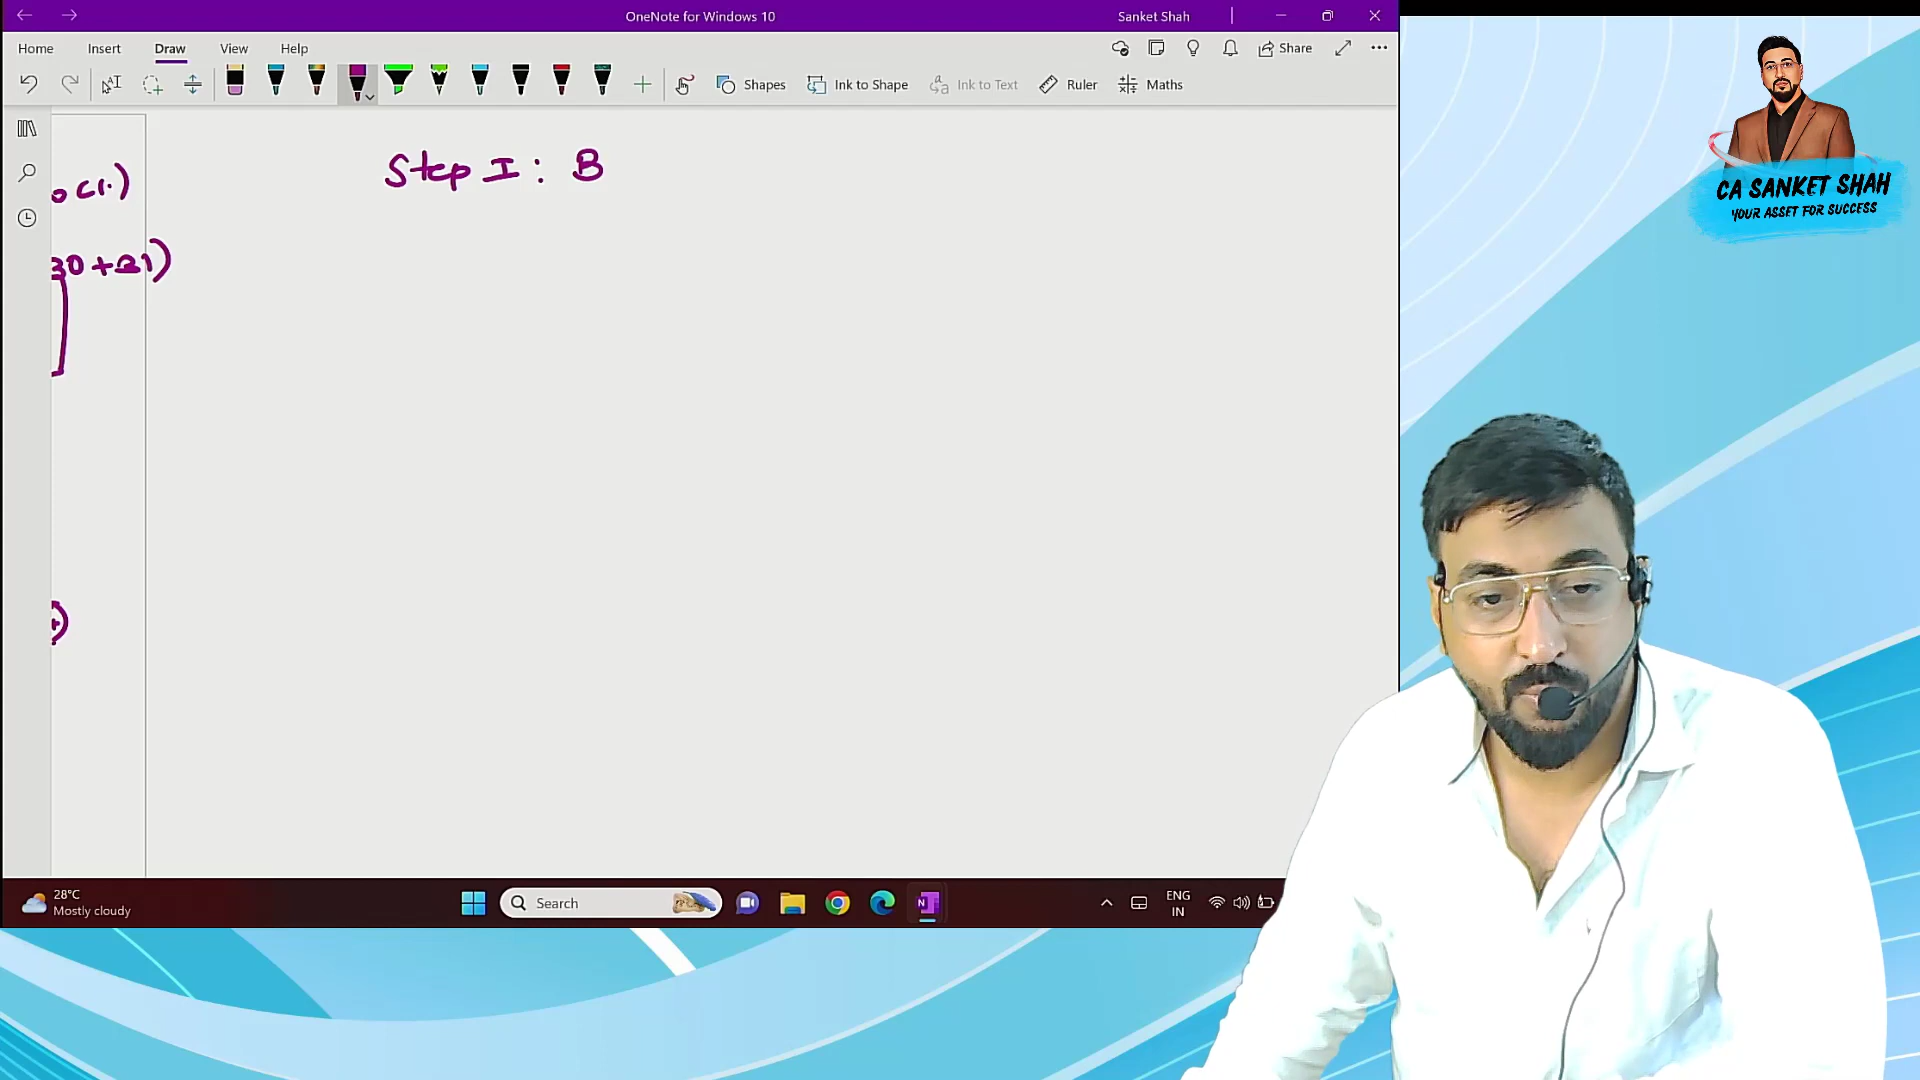 OneNote for Windows 10
Sanket Shah
Home Insert Draw View Help
Share
Shapes Ink to Shape Ink to Text Ruler Maths
Step I : B
30 + 31)
CA SANKET SHAH
YOUR ASSET FOR SUCCESS
28°C
Mostly cloudy
Search
ENG
IN